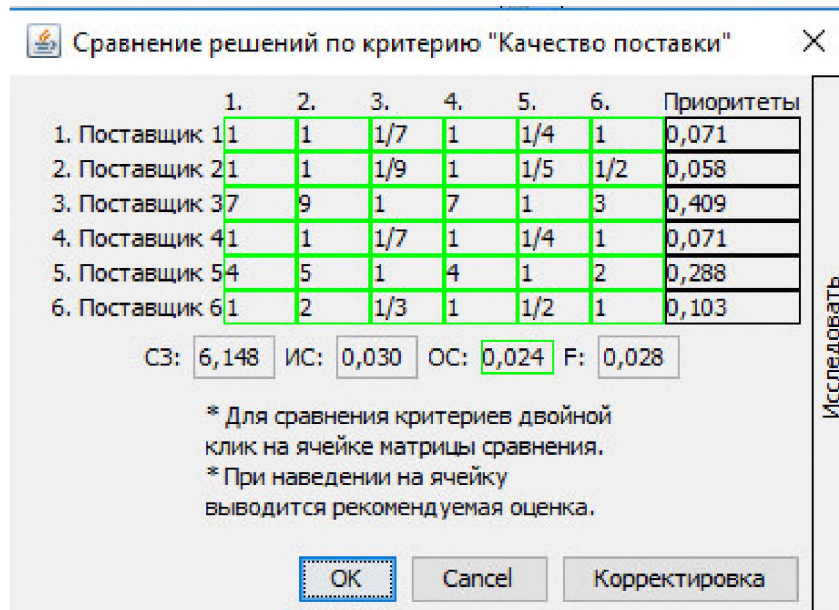 Сравнение решений по критерию "Качество поставки"
1. 2. 3. 4. 5. 6. Приоритеты
1. Поставщик 1 1 1 1/7 1 1/4 1 0,071
2. Поставщик 2 1 1 1/9 1 1/5 1/2 0,058
3. Поставщик 3 7 9 1 7 1 3 0,409
4. Поставщик 4 1 1 1/7 1 1/4 1 0,071
5. Поставщик 5 4 5 1 4 1 2 0,288
6. Поставщик 6 1 2 1/3 1 1/2 1 0,103
СЗ: 6,148 ИС: 0,030 ОС: 0,024 F: 0,028
* Для сравнения критериев двойной
клик на ячейке матрицы сравнения.
* При наведении на ячейку
выводится рекомендуемая оценка.
OK Cancel Корректировка
Исследовать